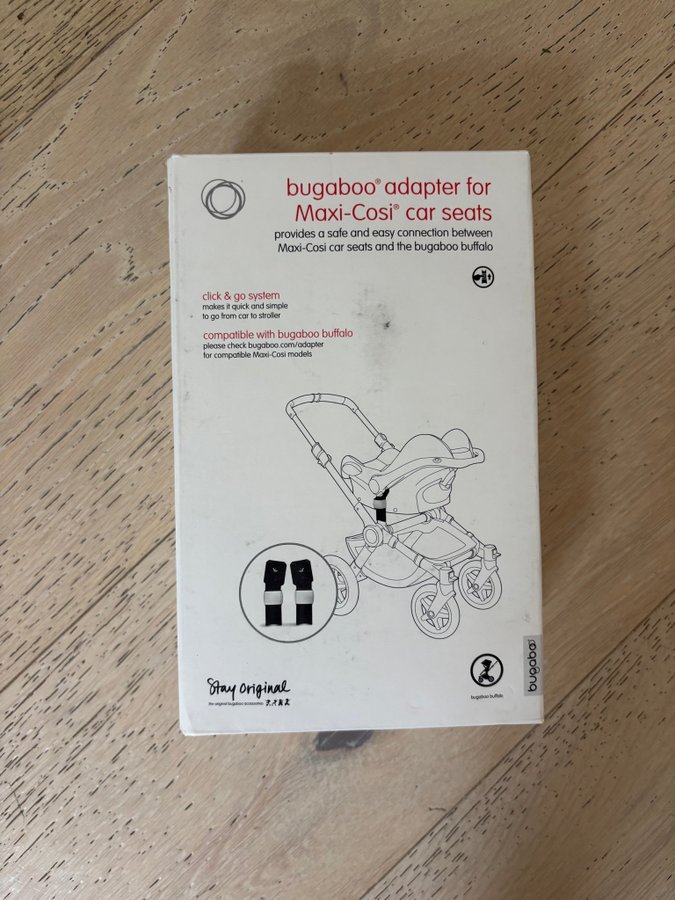 bugaboo® adapter for
Maxi-Cosi® car seats
provides a safe and easy connection between
Maxi-Cosi car seats and the bugaboo buffalo
click & go system
makes it quick and simple
to go from car to stroller
compatible with bugaboo buffalo
please check bugaboo.com/adapter
for compatible Maxi-Cosi models
Stay Original
the original bugaboo accessories
bugaboo buffalo
bugaboo